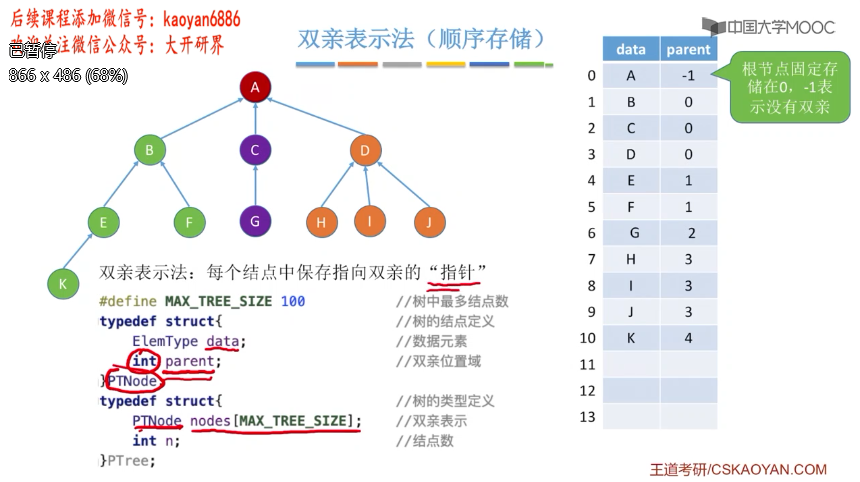 后续课程添加微信号：kaoyan6886
欢迎关注微信公众号：大开研界
已暂停
866 x 486 (68%)
双亲表示法（顺序存储）
中国大学MOOC
data parent
0 A -1
1 B 0
2 C 0
3 D 0
4 E 1
5 F 1
6 G 2
7 H 3
8 I 3
9 J 3
10 K 4
11
12
13
根节点固定存
储在0，-1表
示没有双亲
A
B C D
E F G H I J
K
双亲表示法：每个结点中保存指向双亲的“指针”
#define MAX_TREE_SIZE 100 //树中最多结点数
typedef struct{ //树的结点定义
ElemType data; //数据元素
int parent; //双亲位置域
}PTNode
typedef struct{ //树的类型定义
PTNode nodes[MAX_TREE_SIZE]; //双亲表示
int n; //结点数
}PTree;
王道考研/CSKAOYAN.COM